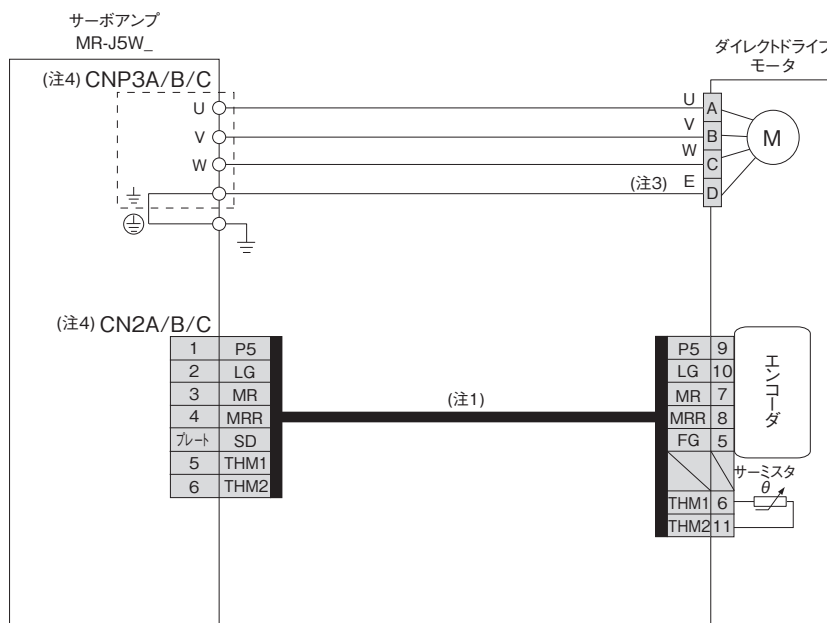 サーボアンプ
MR-J5W_
ダイレクトドライブ
モータ
(注4) CNP3A/B/C
U
V
W
U
V
W
(注3) E
A
B
C
D
M
(注4) CN2A/B/C
1 P5
2 LG
3 MR
4 MRR
プレート SD
5 THM1
6 THM2
(注1)
P5 9
LG 10
MR 7
MRR 8
FG 5
THM1 6
THM2 11
エンコーダ
サーミスタ
θ